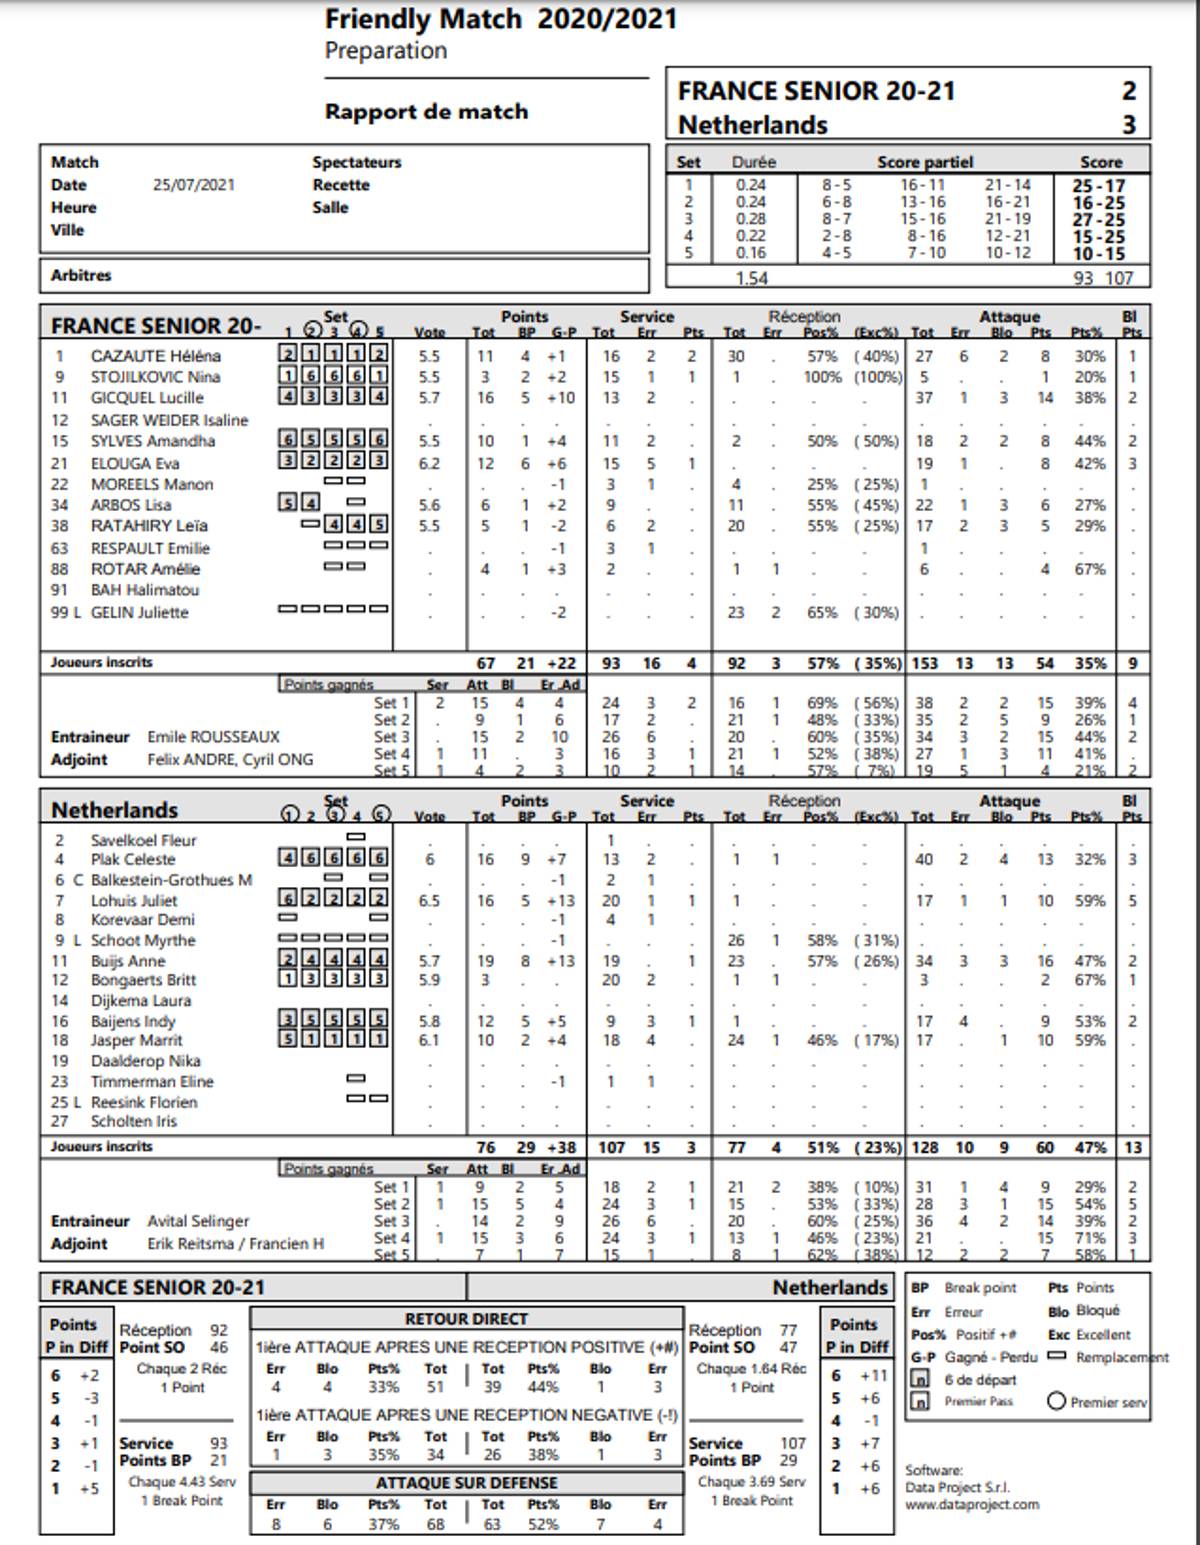 Friendly Match 2020/2021
Preparation
Rapport de match
FRANCE SENIOR 20-21 2
Netherlands 3
Match Spectateurs
Date 25/07/2021 Recette
Heure Salle
Ville
Arbitres
Set Durée Score partiel Score
1 0.24 8-5 16-11 21-14 25-17
2 0.24 6-8 13-16 16-21 16-25
3 0.28 8-7 15-16 21-19 27-25
4 0.22 2-8 8-16 12-21 15-25
5 0.16 4-5 7-10 10-12 10-15
1.54 93 107
FRANCE SENIOR 20- Set Points Service Réception Attaque Bl
1 2 3 4 5 Vote Tot BP G-P Tot Err Pts Tot Err Pos% (Exc%) Tot Err Blo Pts Pts% Pts
1 CAZAUTE Héléna 2 1 1 1 2 5.5 11 4 +1 16 2 2 30 . 57% (40%) 27 6 2 8 30% 1
9 STOJILKOVIC Nina 1 6 6 6 1 5.5 3 2 +2 15 1 1 1 . 100% (100%) 5 . . 1 20% 1
11 GICQUEL Lucille 4 3 3 3 4 5.7 16 5 +10 13 2 . . . . . 37 1 3 14 38% 2
12 SAGER WEIDER Isaline . . . . . . . . . . . . . . . . .
15 SYLVES Amandha 6 5 5 5 6 5.5 10 1 +4 11 2 . 2 . 50% (50%) 18 2 2 8 44% 2
21 ELOUGA Eva 3 2 2 2 3 6.2 12 6 +6 15 5 1 . . . . 19 1 . 8 42% 3
22 MOREELS Manon . . . -1 3 1 . 4 . 25% (25%) 1 . . . . .
34 ARBOS Lisa 5 4 5.6 6 1 +2 9 . . 11 . 55% (45%) 22 1 3 6 27% .
38 RATAHIRY Leïa 4 4 5 5.5 5 1 -2 6 2 . 20 . 55% (25%) 17 2 3 5 29% .
63 RESPAULT Emilie . . . -1 3 1 . . . . . 1 . . . . .
88 ROTAR Amélie . 4 1 +3 2 . . 1 1 . . 6 . . 4 67% .
91 BAH Halimatou . . . . . . . . . . . . . . . . .
99 L GELIN Juliette . . . -2 . . . 23 2 65% (30%) . . . . . .
Joueurs inscrits 67 21 +22 93 16 4 92 3 57% (35%) 153 13 13 54 35% 9
Points gagnés Ser Att Bl Er.Ad
Set 1 2 15 4 4 24 3 2 16 1 69% (56%) 38 2 2 15 39% 4
Set 2 . 9 1 6 17 2 . 21 1 48% (33%) 35 2 5 9 26% 1
Entraineur Emile ROUSSEAUX Set 3 . 15 2 10 26 6 . 20 . 60% (35%) 34 3 2 15 44% 2
Adjoint Felix ANDRE, Cyril ONG Set 4 1 11 . 3 16 3 1 21 1 52% (38%) 27 1 3 11 41% .
Set 5 1 4 2 3 10 2 1 14 . 57% (7%) 19 5 1 4 21% 2
Netherlands Set Points Service Réception Attaque Bl
1 2 3 4 5 Vote Tot BP G-P Tot Err Pts Tot Err Pos% (Exc%) Tot Err Blo Pts Pts% Pts
2 Savelkoel Fleur . . . . 1 . . . . . . . . . . . .
4 Plak Celeste 4 6 6 6 6 6 16 9 +7 13 2 . 1 1 . . 40 2 4 13 32% 3
6 C Balkestein-Grothues M . . . -1 2 1 . . . . . . . . . . .
7 Lohuis Juliet 6 2 2 2 2 6.5 16 5 +13 20 1 1 1 . . . 17 1 1 10 59% 5
8 Korevaar Demi . . . -1 4 1 . . . . . . . . . . .
9 L Schoot Myrthe . . . -1 . . . 26 1 58% (31%) . . . . . .
11 Buijs Anne 2 4 4 4 4 5.7 19 8 +13 19 . 1 23 . 57% (26%) 34 3 3 16 47% 2
12 Bongaerts Britt 1 3 3 3 3 5.9 3 . . 20 2 . 1 1 . . 3 . . 2 67% 1
14 Dijkema Laura . . . . . . . . . . . . . . . . .
16 Baijens Indy 3 5 5 5 5 5.8 12 5 +5 9 3 1 1 . . . 17 4 . 9 53% 2
18 Jasper Marrit 5 1 1 1 1 6.1 10 2 +4 18 4 . 24 1 46% (17%) 17 . 1 10 59% .
19 Daalderop Nika . . . . . . . . . . . . . . . . .
23 Timmerman Eline . . . -1 1 1 . . . . . . . . . . .
25 L Reesink Florien . . . . . . . . . . . . . . . . .
27 Scholten Iris . . . . . . . . . . . . . . . . .
Joueurs inscrits 76 29 +38 107 15 3 77 4 51% (23%) 128 10 9 60 47% 13
Points gagnés Ser Att Bl Er.Ad
Set 1 1 9 2 5 18 2 1 21 2 38% (10%) 31 1 4 9 29% 2
Set 2 1 15 5 4 24 3 1 15 . 53% (33%) 28 3 1 15 54% 5
Entraineur Avital Selinger Set 3 . 14 2 9 26 6 . 20 . 60% (25%) 36 4 2 14 39% 2
Adjoint Erik Reitsma / Francien H Set 4 1 15 3 6 24 3 1 13 1 46% (23%) 21 . . 15 71% 3
Set 5 . 7 1 7 15 1 . 8 1 62% (38%) 12 2 2 7 58% 1
FRANCE SENIOR 20-21 Netherlands
Points
P in Diff
6 +2
5 -3
4 -1
3 +1
2 -1
1 +5
Réception 92
Point SO 46
Chaque 2 Réc
1 Point
Service 93
Points BP 21
Chaque 4.43 Serv
1 Break Point
RETOUR DIRECT
1ière ATTAQUE APRES UNE RECEPTION POSITIVE (+#)
Err Blo Pts% Tot Tot Pts% Blo Err
4 4 33% 51 39 44% 1 3
1ière ATTAQUE APRES UNE RECEPTION NEGATIVE (-!)
Err Blo Pts% Tot Tot Pts% Blo Err
1 3 35% 34 26 38% 1 3
ATTAQUE SUR DEFENSE
Err Blo Pts% Tot Tot Pts% Blo Err
8 6 37% 68 63 52% 7 4
Réception 77
Point SO 47
Chaque 1.64 Réc
1 Point
Service 107
Points BP 29
Chaque 3.69 Serv
1 Break Point
Points
P in Diff
6 +11
5 +6
4 -1
3 +7
2 +6
1 +6
BP Break point Pts Points
Err Erreur Blo Bloqué
Pos% Positif +# Exc Excellent
G-P Gagné - Perdu Remplacement
n 6 de départ
n Premier Pass Premier serv
Software:
Data Project S.r.l.
www.dataproject.com